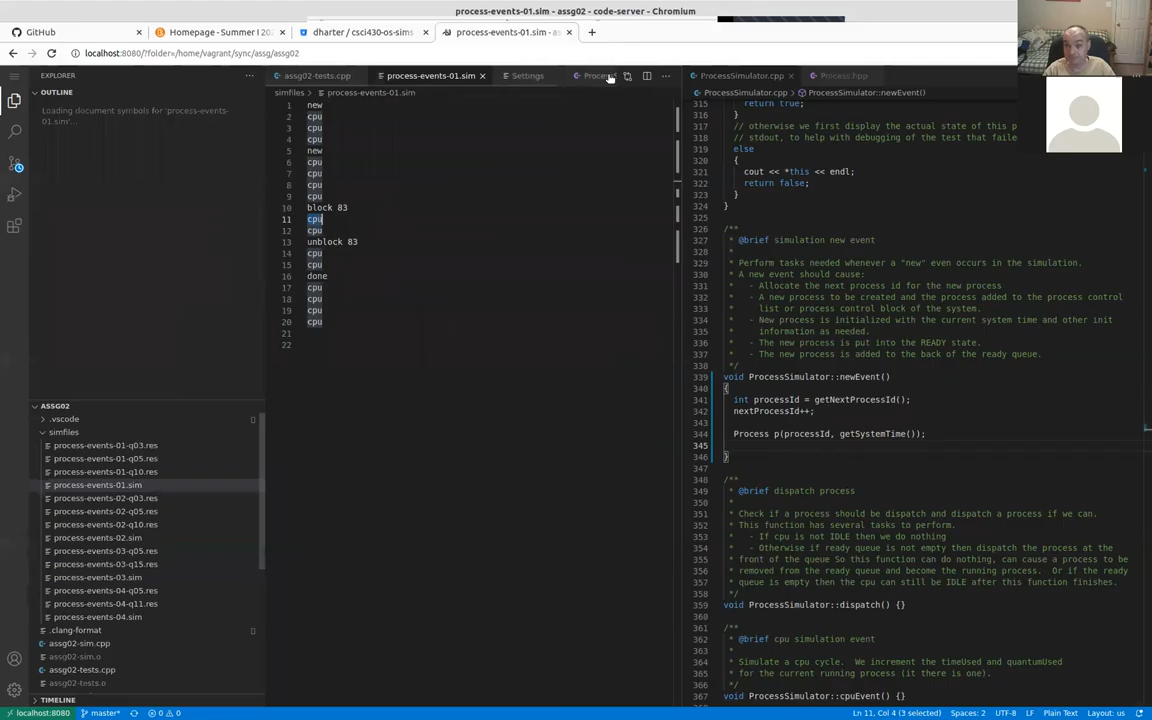 process-events-01.sim - assg02 - code-server - Chromium
GitHub
Homepage - Summer I 202
dharter / csci430-os-sims
process-events-01.sim - ass
localhost:8080/?folder=/home/vagrant/sync/assg/assg02
EXPLORER
OUTLINE
Loading document symbols for 'process-
events-01.sim'...
ASSG02
.vscode
simfiles
process-events-01-q03.res
process-events-01-q05.res
process-events-01-q10.res
process-events-01.sim
process-events-02-q03.res
process-events-02-q05.res
process-events-02-q10.res
process-events-02.sim
process-events-03-q05.res
process-events-03-q15.res
process-events-03.sim
process-events-04-q05.res
process-events-04-q11.res
process-events-04.sim
.clang-format
assg02-sim.cpp
assg02-sim.o
assg02-tests.cpp
assg02-tests.o
TIMELINE
assg02-tests.cpp
process-events-01.sim
Settings
Process
simfiles > process-events-01.sim
1 new
2 cpu
3 cpu
4 cpu
5 new
6 cpu
7 cpu
8 cpu
9 cpu
10 block 83
11 cpu
12 cpu
13 unblock 83
14 cpu
15 cpu
16 done
17 cpu
18 cpu
19 cpu
20 cpu
21
22
ProcessSimulator.cpp
Process.hpp
ProcessSimulator.cpp > ProcessSimulator::newEvent()
315 return true;
316 }
317 // otherwise we first display the actual state of this p
318 // stdout, to help with debugging of the test that faile
319 else
320 {
321 cout << *this << endl;
322 return false;
323 }
324 }
325
326 /**
327 * @brief simulation new event
328 *
329 * Perform tasks needed whenever a "new" even occurs in the simulation.
330 * A new event should cause:
331 * - Allocate the next process id for the new process
332 * - A new process to be created and the process added to the process control
333 * list or process control block of the system.
334 * - New process is initialized with the current system time and other init
335 * information as needed.
336 * - The new process is put into the READY state.
337 * - The new process is added to the back of the ready queue.
338 */
339 void ProcessSimulator::newEvent()
340 {
341 int processId = getNextProcessId();
342 nextProcessId++;
343
344 Process p(processId, getSystemTime());
345
346 }
347
348 /**
349 * @brief dispatch process
350 *
351 * Check if a process should be dispatch and dispatch a process if we can.
352 * This function has several tasks to perform.
353 * - If cpu is not IDLE then we do nothing
354 * - Otherwise if ready queue is not empty then dispatch the process at the
355 * front of the queue So this function can do nothing, can cause a process to be
356 * removed from the ready queue and become the running process. Or if the ready
357 * queue is empty then the cpu can still be IDLE after this function finishes.
358 */
359 void ProcessSimulator::dispatch() {}
360
361 /**
362 * @brief cpu simulation event
363 *
364 * Simulate a cpu cycle. We increment the timeUsed and quantumUsed
365 * for the current running process (it there is one).
366 */
367 void ProcessSimulator::cpuEvent() {}
localhost:8080
master*
0 0
Ln 11, Col 4 (3 selected)
Spaces: 2
UTF-8
LF
Plain Text
Layout: us